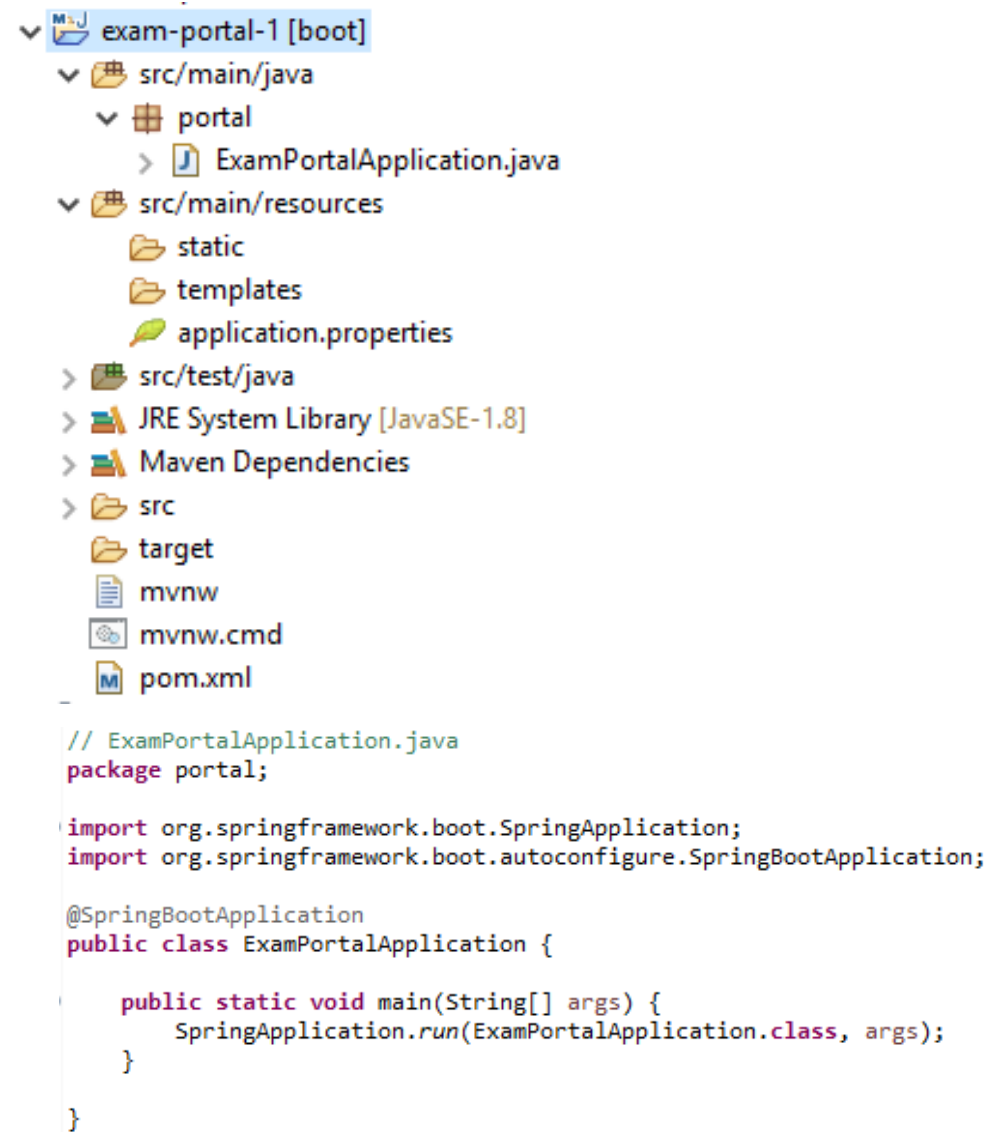 exam-portal-1 [boot]
src/main/java
portal
ExamPortalApplication.java
src/main/resources
static
templates
application.properties
src/test/java
JRE System Library [JavaSE-1.8]
Maven Dependencies
src
target
mvnw
mvnw.cmd
pom.xml
// ExamPortalApplication.java
package portal;
import org.springframework.boot.SpringApplication;
import org.springframework.boot.autoconfigure.SpringBootApplication;
@SpringBootApplication
public class ExamPortalApplication {
public static void main(String[] args) {
SpringApplication.run(ExamPortalApplication.class, args);
}
}